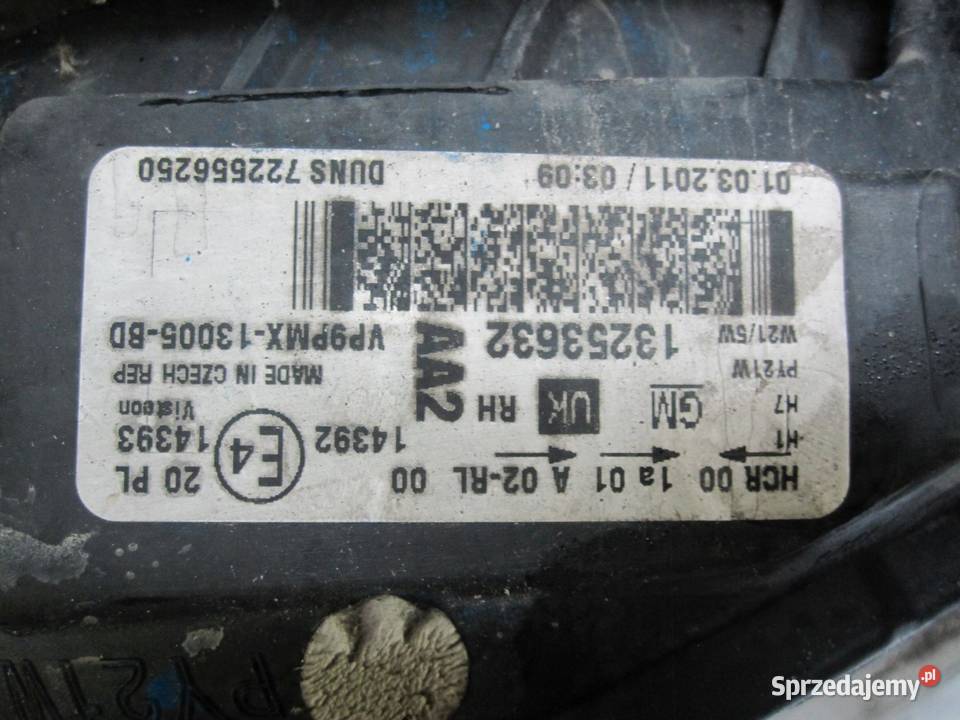 HCR 00 1a 01 A 02-RL 00 20 PL
H1
H7
PY21W
W21/5W
GM UK RH
13253632
AA2
14392 E4 14393
Visteon
MADE IN CZECH REP
VP9PMX-13005-BD
01.03.2011 / 03:09 DUNS 722556250
PY21W
Sprzedajemy.pl